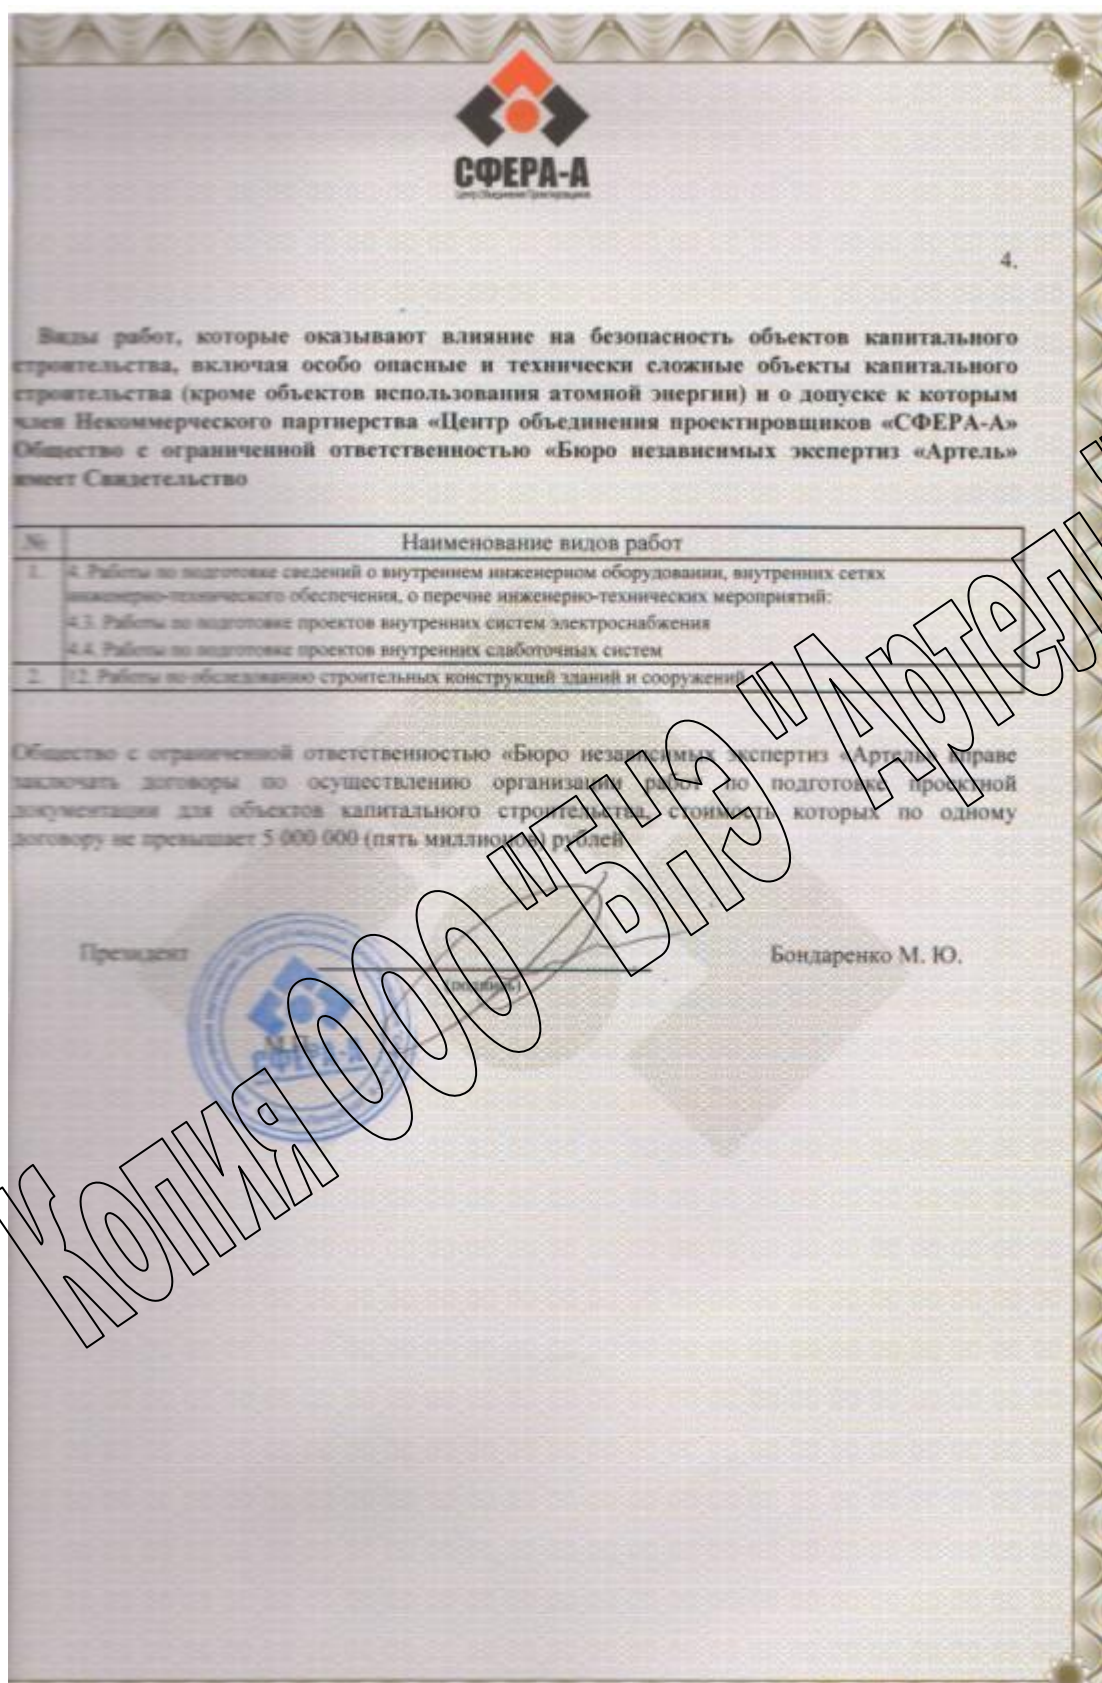 СФЕРА-А
Центр Объединения Проектировщиков
4.
Виды работ, которые оказывают влияние на безопасность объектов капитального
строительства, включая особо опасные и технически сложные объекты капитального
строительства (кроме объектов использования атомной энергии) и о допуске к которым
член Некоммерческого партнерства «Центр объединения проектировщиков «СФЕРА-А»
Общество с ограниченной ответственностью «Бюро независимых экспертиз «Артель»
имеет Свидетельство
№ Наименование видов работ
1. 4. Работы по подготовке сведений о внутреннем инженерном оборудовании, внутренних сетях
инженерно-технического обеспечения, о перечне инженерно-технических мероприятий:
4.3. Работы по подготовке проектов внутренних систем электроснабжения
4.4. Работы по подготовке проектов внутренних слаботочных систем
2. 12. Работы по обследованию строительных конструкций зданий и сооружений
Общество с ограниченной ответственностью «Бюро независимых экспертиз «Артель» вправе
заключать договоры по осуществлению организации работ по подготовке проектной
документации для объектов капитального строительства, стоимость которых по одному
договору не превышает 5 000 000 (пять миллионов) рублей
Президент
Бондаренко М. Ю.
(подпись)
М.П.
СФЕРА-А
Копия ООО "БНЭ "Артель"